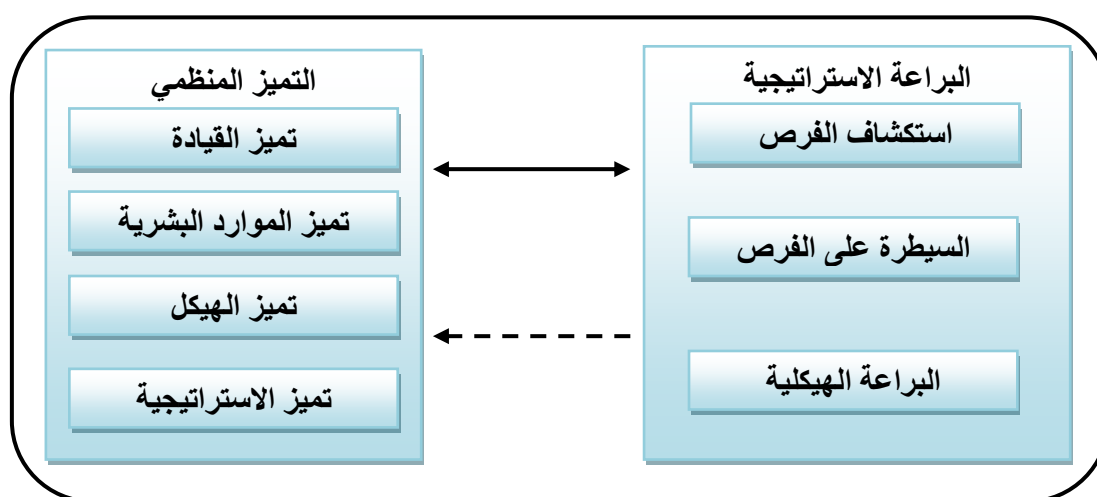 البراعة الاستراتيجية
استكشاف الفرص
السيطرة على الفرص
البراعة الهيكلية
التميز المنظمي
تميز القيادة
تميز الموارد البشرية
تميز الهيكل
تميز الاستراتيجية